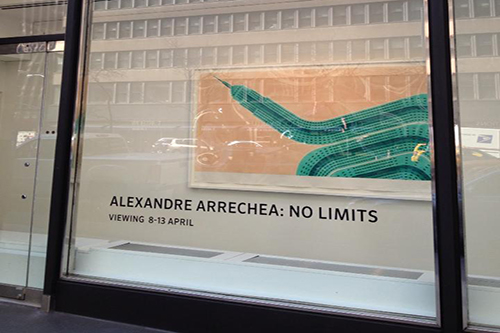 ALEXANDRE ARRECHEA: NO LIMITS
VIEWING 8-13 APRIL